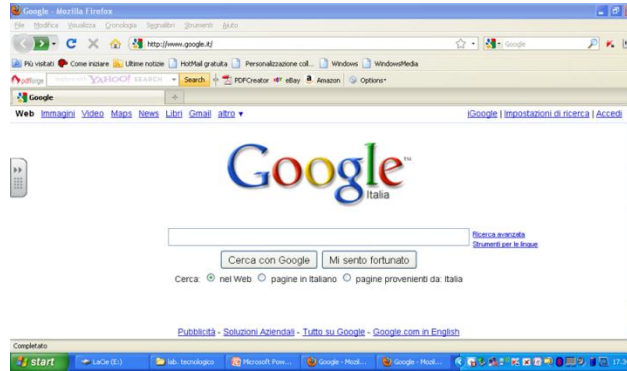 Google - Mozilla Firefox
File Modifica Visualizza Cronologia Segnalibri Strumenti Aiuto
http://www.google.it/ Google
Più visitati Come iniziare Ultime notizie HotMail gratuita Personalizzazione coll... Windows WindowsMedia
pdfforge YAHOO! SEARCH Search PDFCreator eBay Amazon Options
Google
Web Immagini Video Maps News Libri Gmail altro ▼ iGoogle | Impostazioni di ricerca | Accedi
Google™
Italia
Ricerca avanzata
Strumenti per le lingue
Cerca con Google Mi sento fortunato
Cerca: nel Web pagine in Italiano pagine provenienti da: Italia
Pubblicità - Soluzioni Aziendali - Tutto su Google - Google.com in English
Completato
start LaCie (E:) lab. tecnologico Microsoft Pow... Google - Mozil... Google - Mozil...